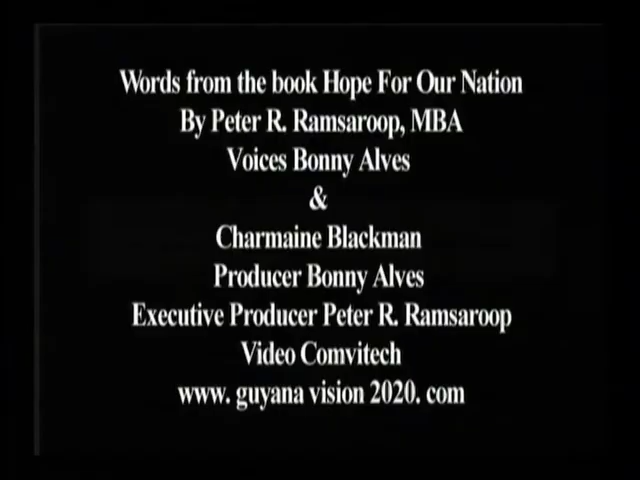 Words from the book Hope For Our Nation
By Peter R. Ramsaroop, MBA
Voices Bonny Alves
&
Charmaine Blackman
Producer Bonny Alves
Executive Producer Peter R. Ramsaroop
Video Comvitech
www. guyana vision 2020. com